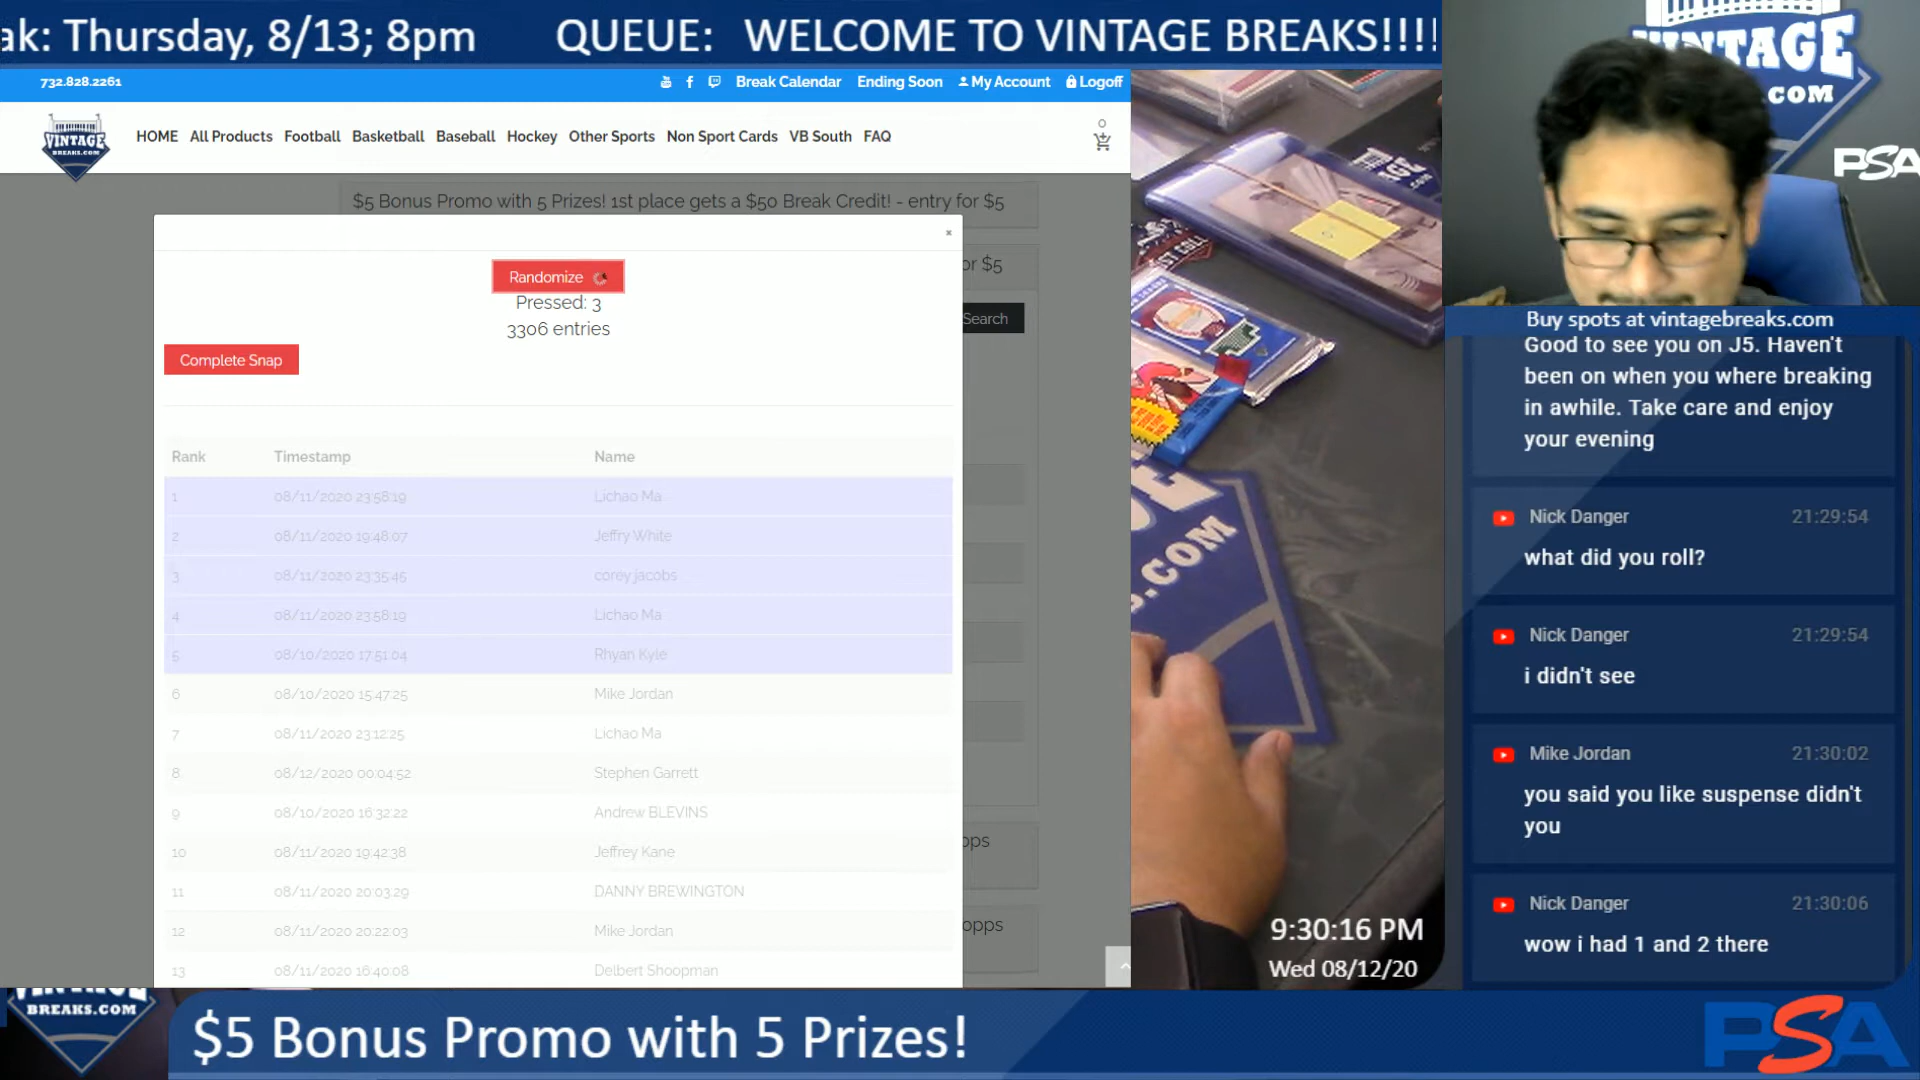 ak: Thursday, 8/13; 8pm QUEUE: WELCOME TO VINTAGE BREAKS!!!!
732.828.2261
Break Calendar Ending Soon My Account Logoff
VINTAGE
BREAKS.COM
HOME All Products Football Basketball Baseball Hockey Other Sports Non Sport Cards VB South FAQ
0
$5 Bonus Promo with 5 Prizes! 1st place gets a $50 Break Credit! - entry for $5
×
or $5
Randomize
Pressed: 3
3306 entries
Search
Complete Snap
Rank Timestamp Name
1 08/11/2020 23:58:19 Lichao Ma
2 08/11/2020 19:48:07 Jeffry White
3 08/11/2020 23:35:46 corey jacobs
4 08/11/2020 23:58:19 Lichao Ma
5 08/10/2020 17:51:04 Rhyan Kyle
6 08/10/2020 15:47:25 Mike Jordan
7 08/11/2020 23:12:25 Lichao Ma
8 08/12/2020 00:04:52 Stephen Garrett
9 08/10/2020 16:32:22 Andrew BLEVINS
10 08/11/2020 19:42:38 Jeffrey Kane
11 08/11/2020 20:03:29 DANNY BREWINGTON
12 08/11/2020 20:22:03 Mike Jordan
13 08/11/2020 16:40:08 Delbert Shoopman
opps
opps
.COM
9:30:16 PM
Wed 08/12/20
VINTAGE
.COM
PSA
Buy spots at vintagebreaks.com
Good to see you on J5. Haven't
been on when you where breaking
in awhile. Take care and enjoy
your evening
Nick Danger 21:29:54
what did you roll?
Nick Danger 21:29:54
i didn't see
Mike Jordan 21:30:02
you said you like suspense didn't
you
Nick Danger 21:30:06
wow i had 1 and 2 there
VINTAGE
BREAKS.COM
$5 Bonus Promo with 5 Prizes!
PSA